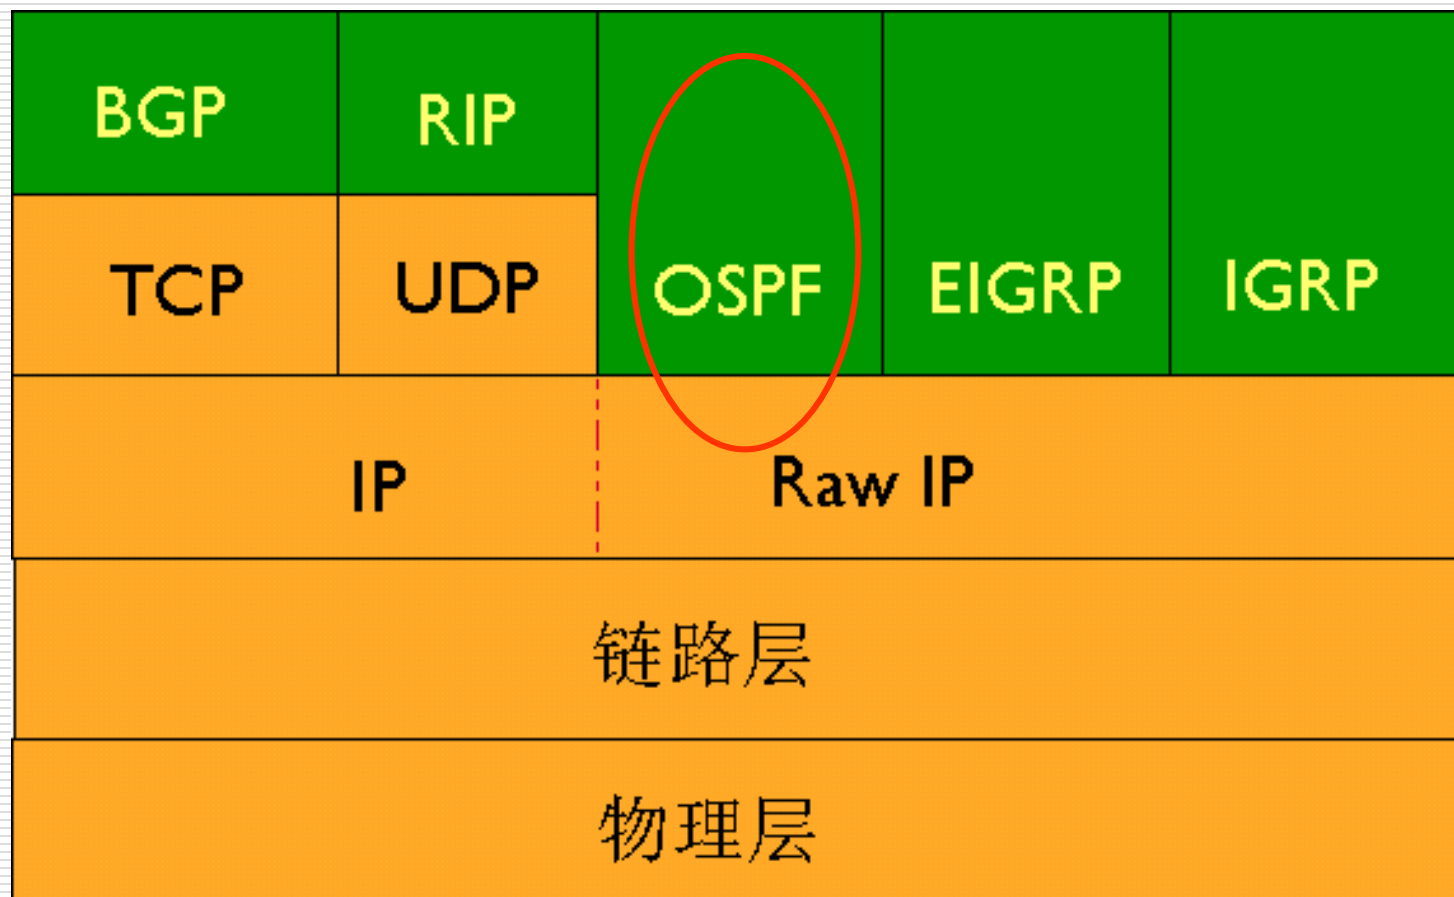 BGP
RIP
TCP
UDP
OSPF
EIGRP
IGRP
IP
Raw IP
链路层
物理层